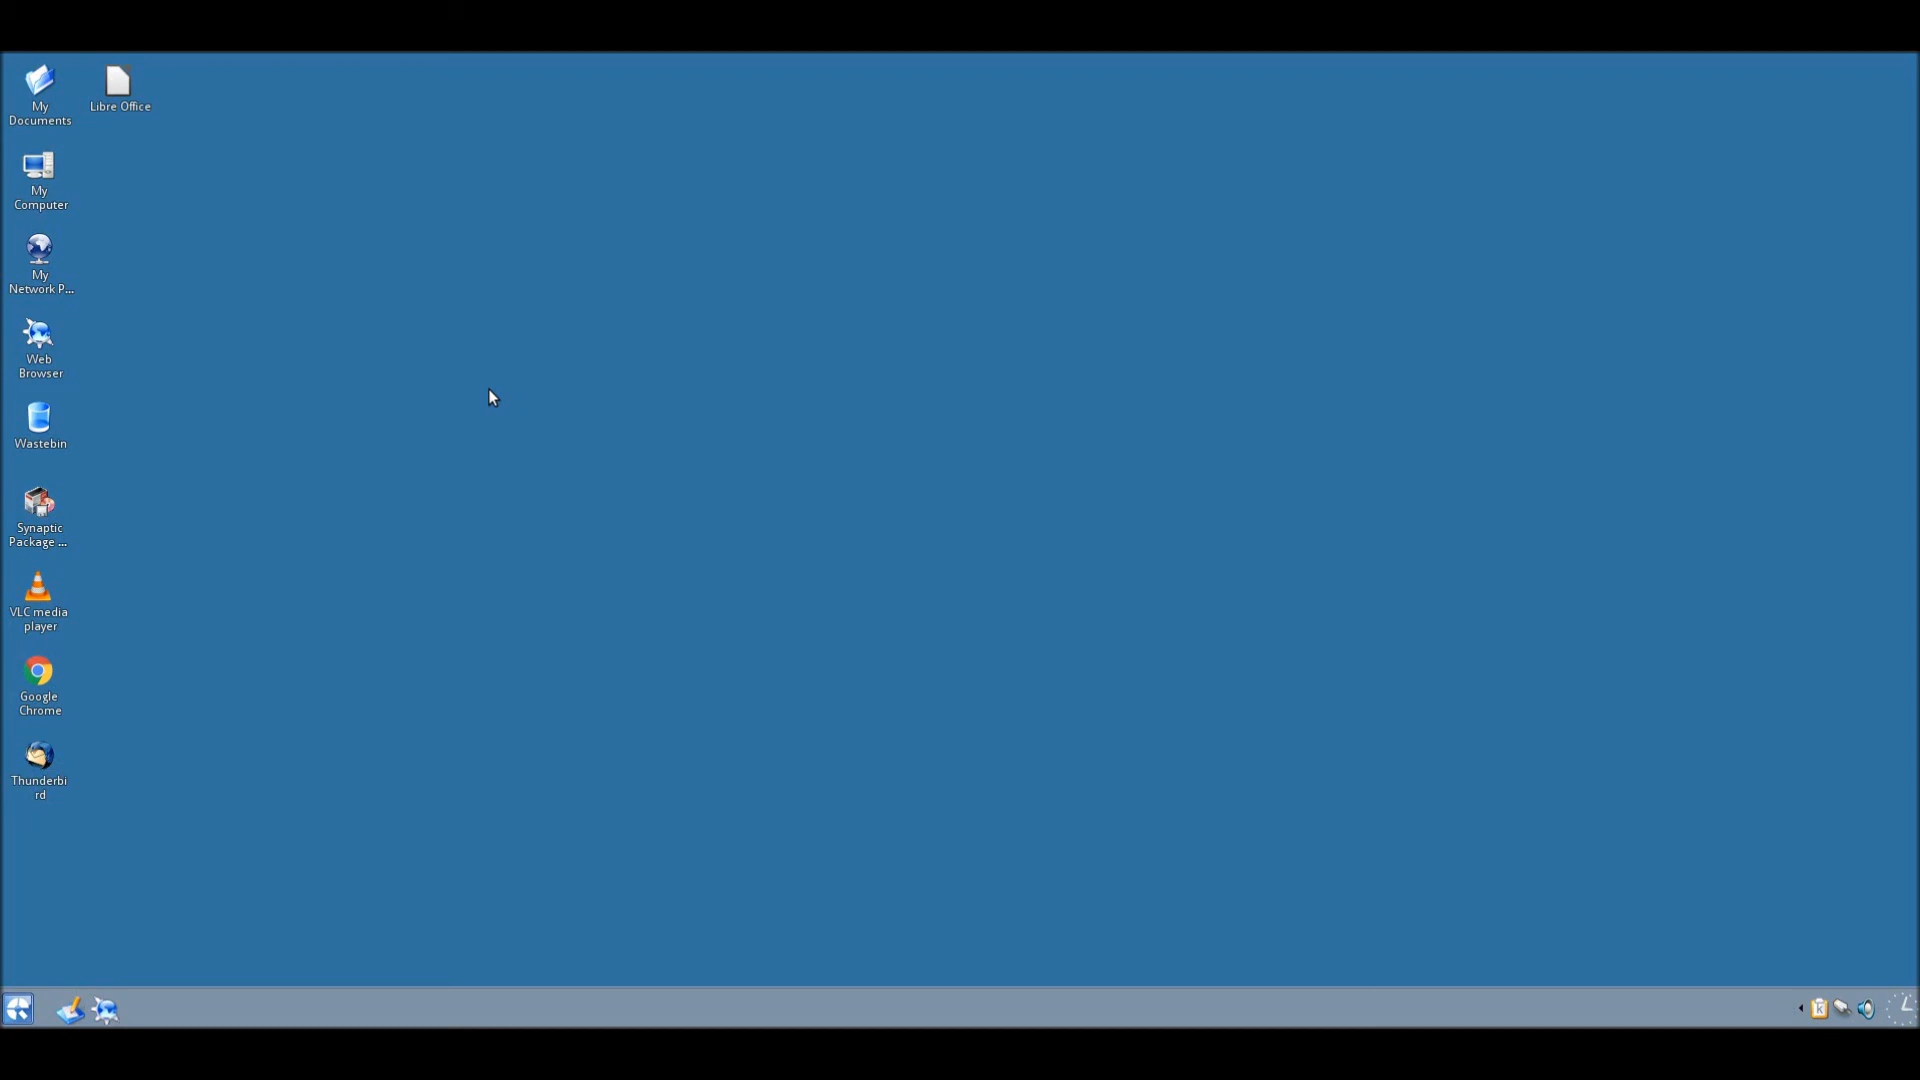 My
Documents
Libre Office
My
Computer
My
Network P...
Web
Browser
Wastebin
Synaptic
Package ...
VLC media
player
Google
Chrome
Thunderbi
rd